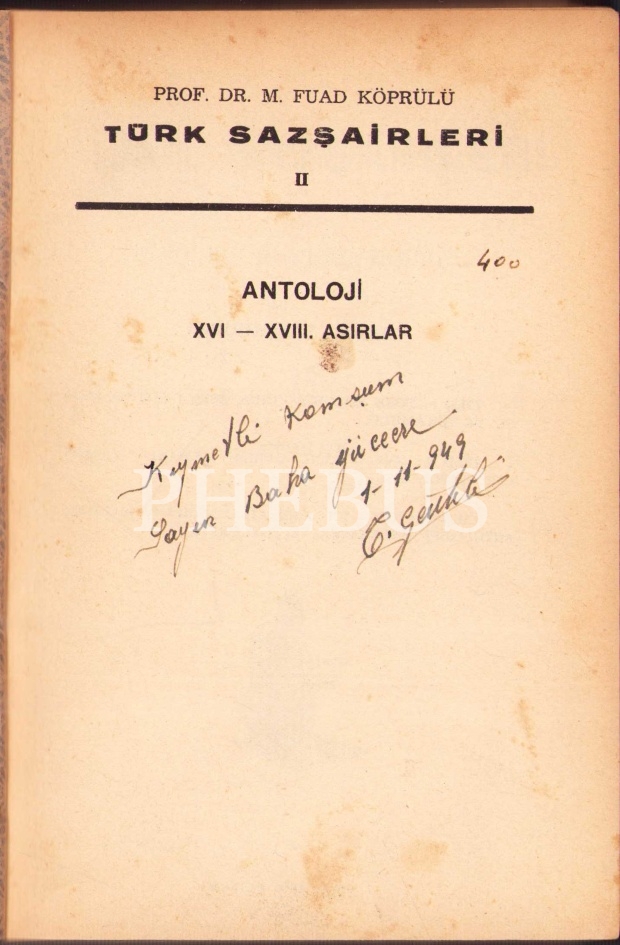 PROF. DR. M. FUAD KÖPRÜLÜ
TÜRK SAZŞAİRLERİ
II
400
ANTOLOJİ
XVI — XVIII. ASIRLAR
Kıymetli Komşum
Sayın Baha yüceere
1-11-949
PHEBUS